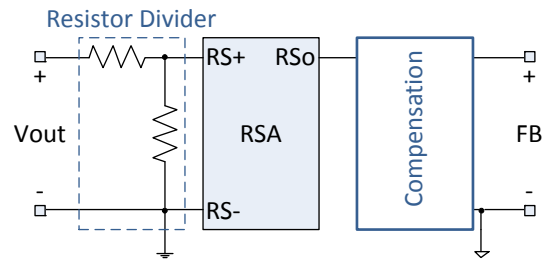 Resistor Divider
RS+ RSo
+ +
Vout RSA Compensation FB
- -
RS-